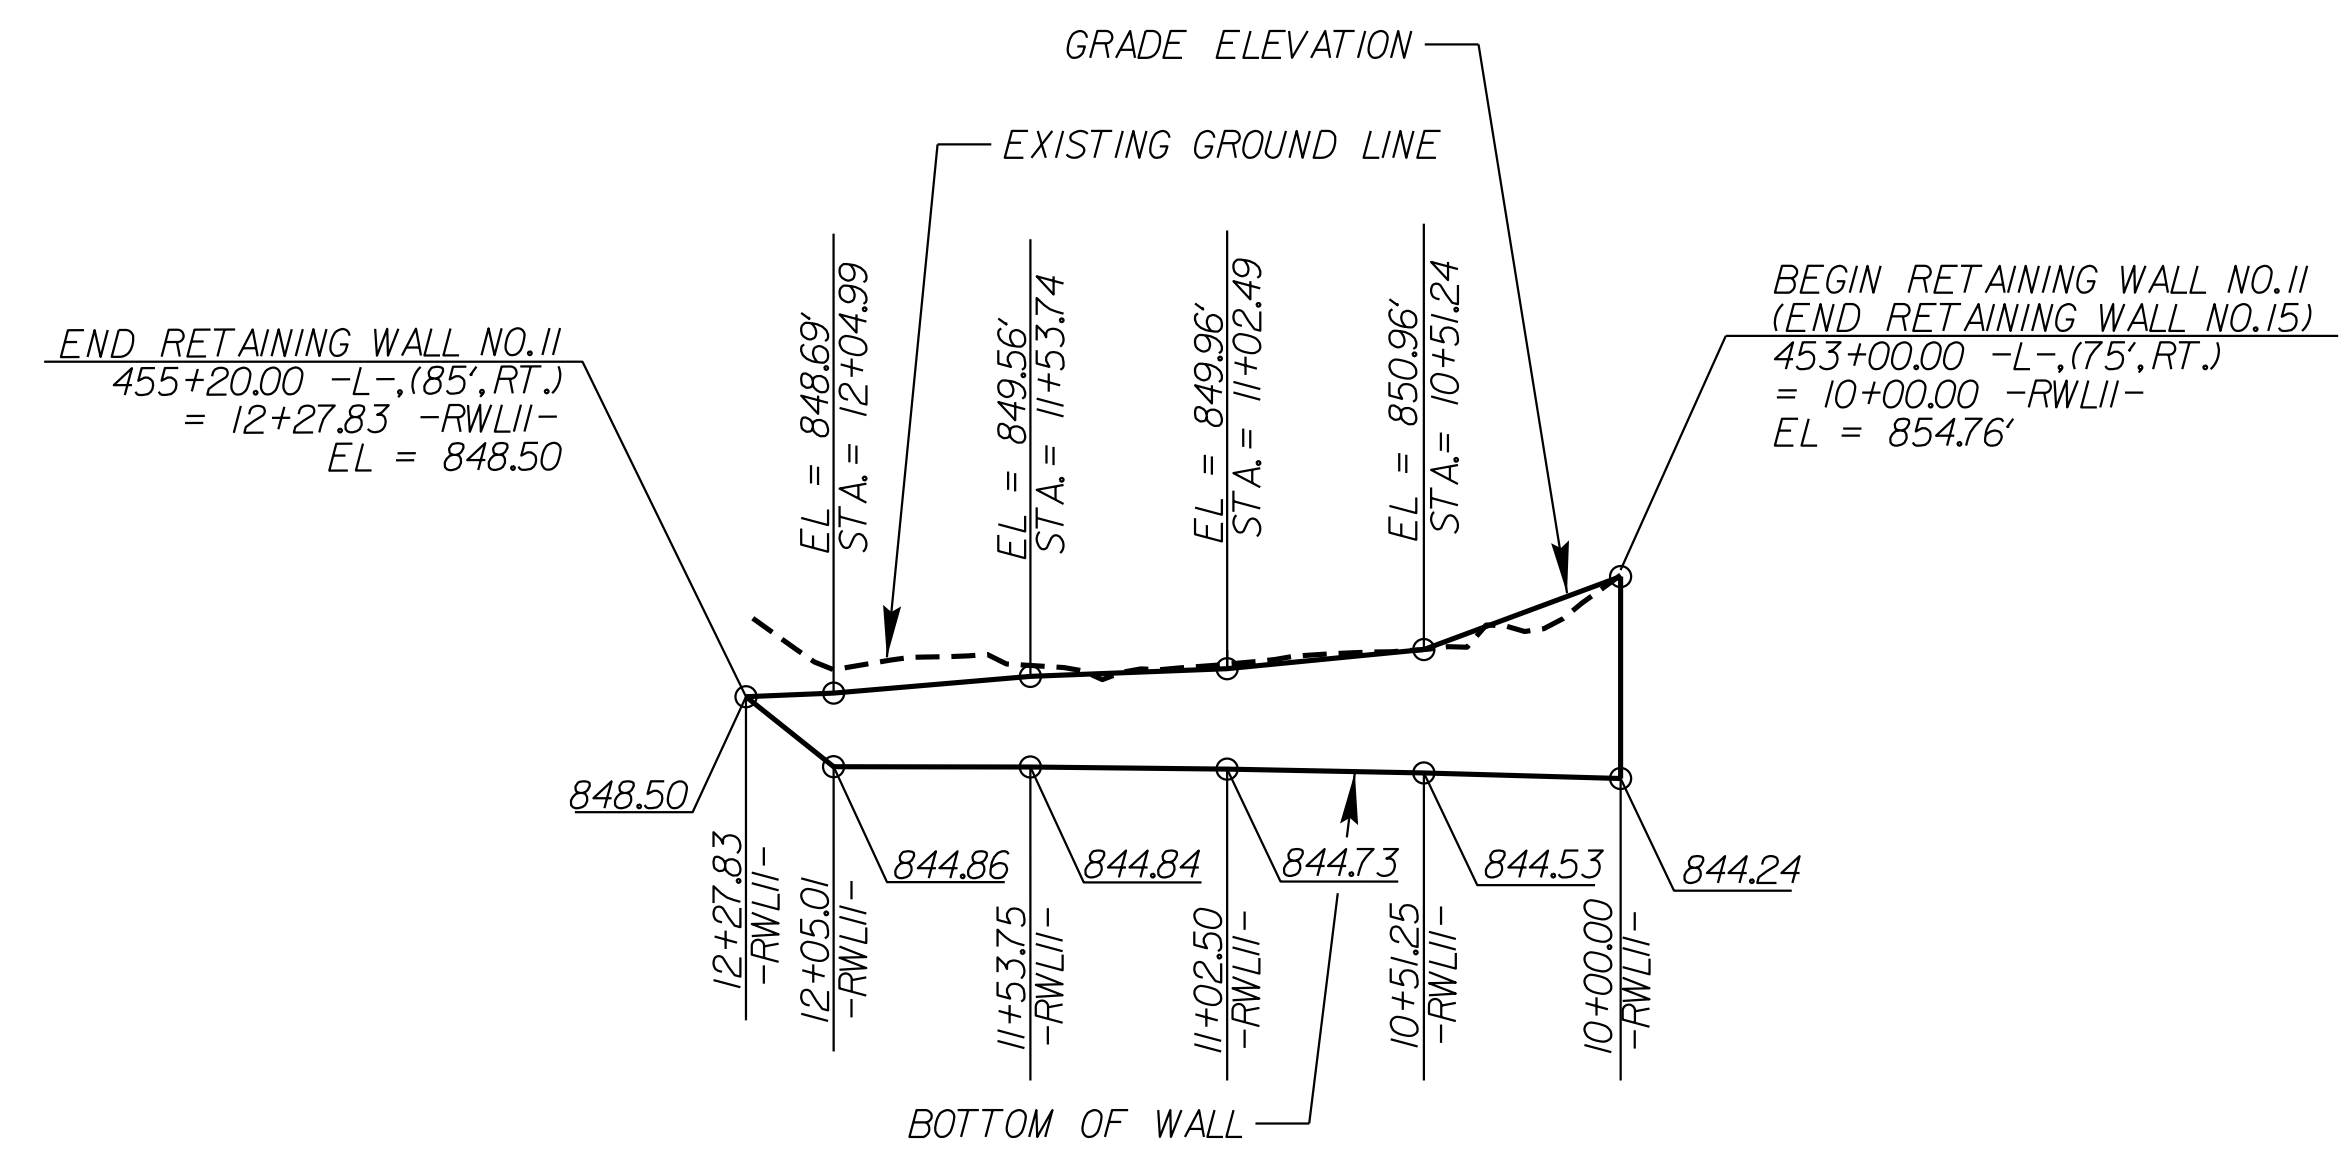 GRADE ELEVATION
EXISTING GROUND LINE
END RETAINING WALL NO.11
455+20.00 -L-,(85',RT.)
= 12+27.83 -RWL11-
EL = 848.50
EL = 848.69'
STA.= 12+04.99
EL = 849.56'
STA.= 11+53.74
EL = 849.96'
STA.= 11+02.49
EL = 850.96'
STA.= 10+51.24
BEGIN RETAINING WALL NO.11
(END RETAINING WALL NO.15)
453+00.00 -L-,(75',RT.)
= 10+00.00 -RWL11-
EL = 854.76'
848.50
844.86
844.84
844.73
844.53
844.24
12+27.83
-RWL11-
12+05.01
-RWL11-
11+53.75
-RWL11-
11+02.50
-RWL11-
10+51.25
-RWL11-
10+00.00
-RWL11-
BOTTOM OF WALL